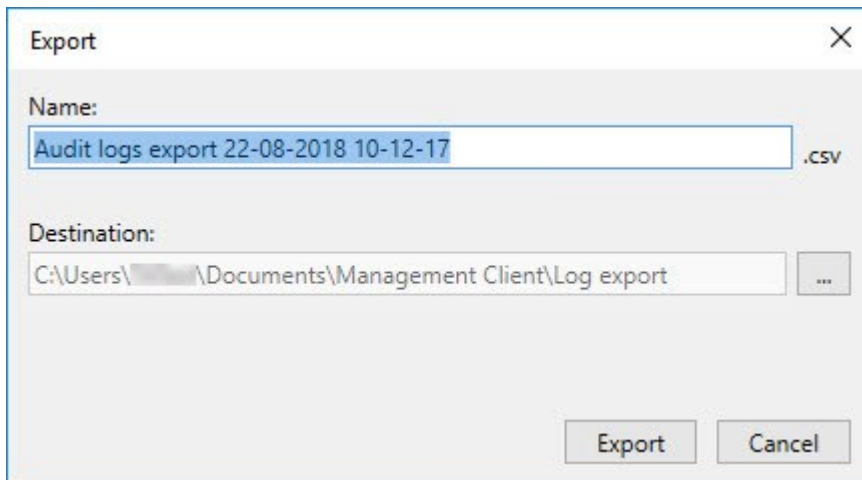 Export
Name:
Audit logs export 22-08-2018 10-12-17
.csv
Destination:
C:\Users\ \Documents\Management Client\Log export
...
Export
Cancel